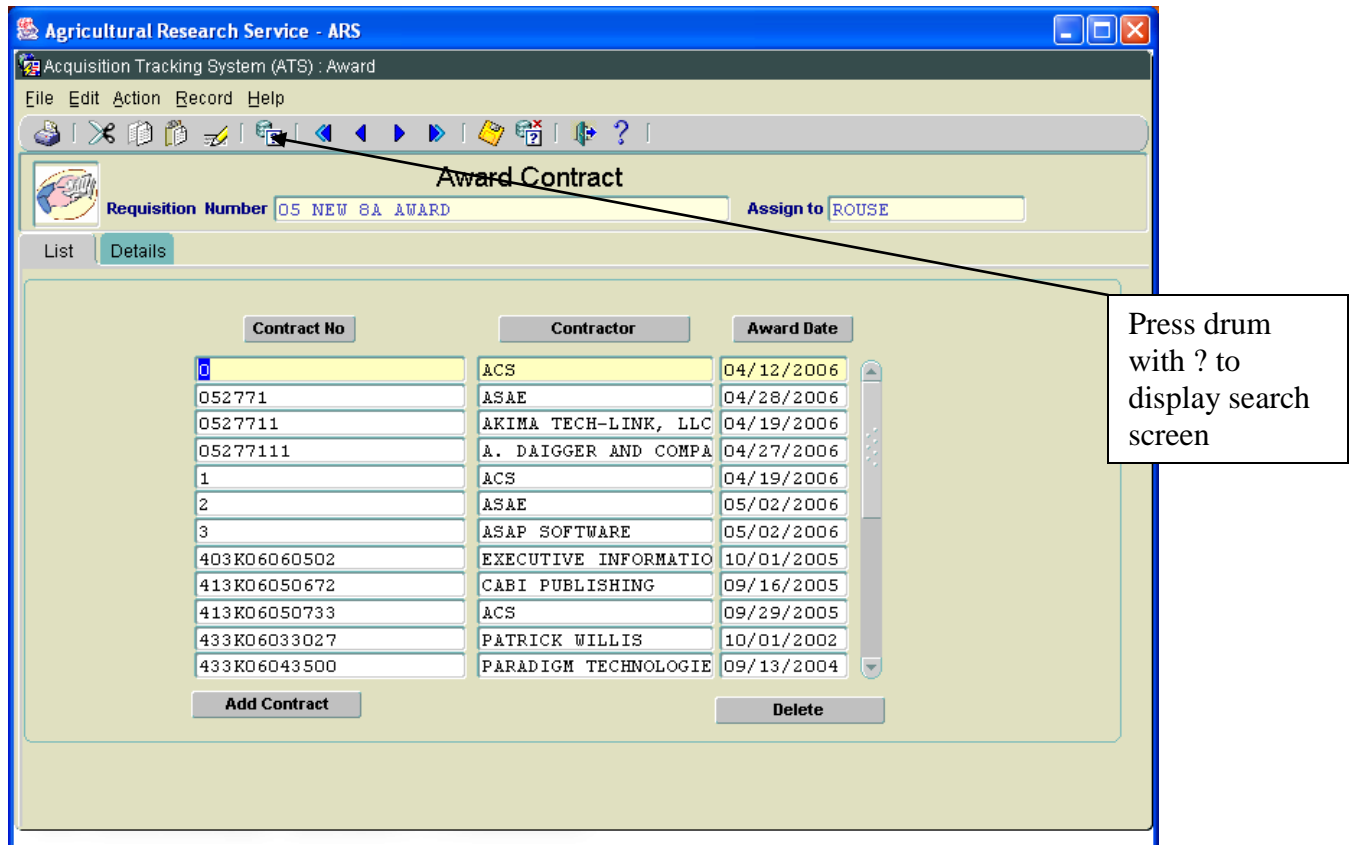 Agricultural Research Service - ARS
Acquisition Tracking System (ATS) : Award
File Edit Action Record Help
Award Contract
Requisition Number 05 NEW 8A AWARD Assign to ROUSE
List Details
Contract No Contractor Award Date
0 ACS 04/12/2006
052771 ASAE 04/28/2006
0527711 AKIMA TECH-LINK, LLC 04/19/2006
05277111 A. DAIGGER AND COMPA 04/27/2006
1 ACS 04/19/2006
2 ASAE 05/02/2006
3 ASAP SOFTWARE 05/02/2006
403K06060502 EXECUTIVE INFORMATIO 10/01/2005
413K06050672 CABI PUBLISHING 09/16/2005
413K06050733 ACS 09/29/2005
433K06033027 PATRICK WILLIS 10/01/2002
433K06043500 PARADIGM TECHNOLOGIE 09/13/2004
Add Contract Delete
Press drum
with ? to
display search
screen